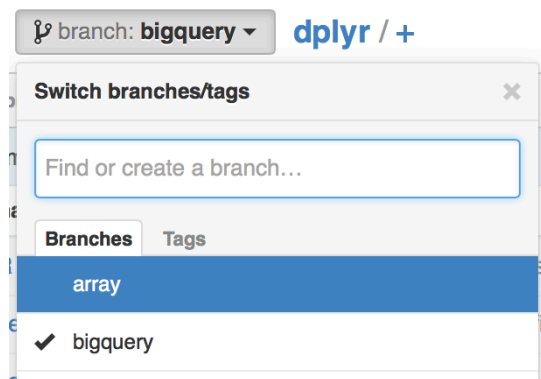 branch: bigquery dplyr / +
Switch branches/tags
Find or create a branch…
Branches Tags
array
bigquery